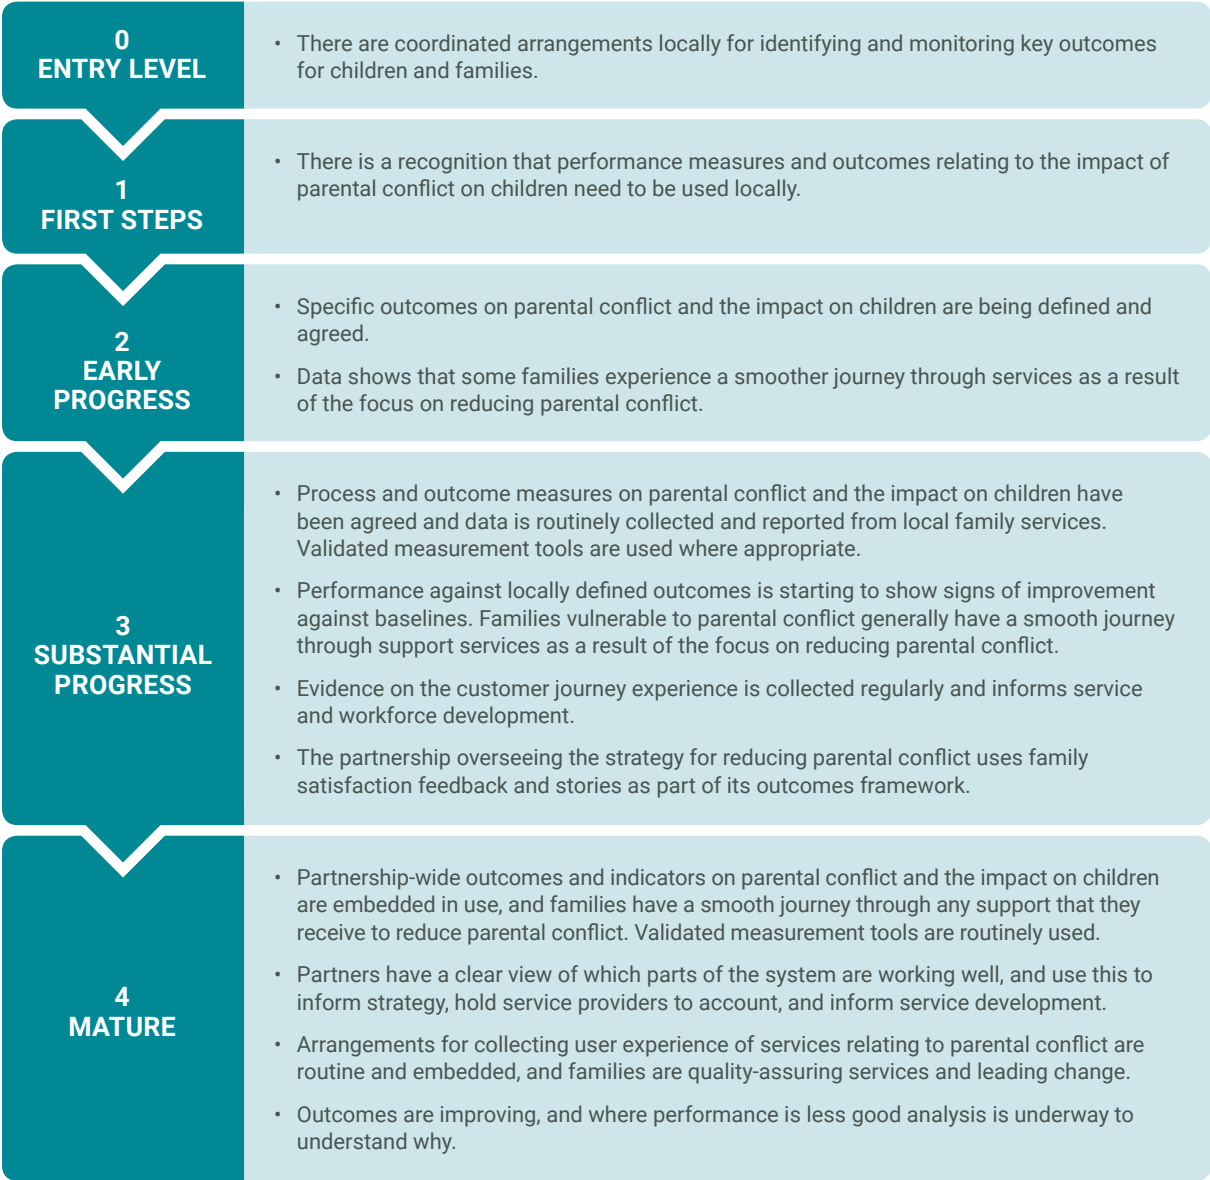 0
ENTRY LEVEL
• There are coordinated arrangements locally for identifying and monitoring key outcomes
for children and families.
1
FIRST STEPS
• There is a recognition that performance measures and outcomes relating to the impact of
parental conflict on children need to be used locally.
2
EARLY
PROGRESS
• Specific outcomes on parental conflict and the impact on children are being defined and
agreed.
• Data shows that some families experience a smoother journey through services as a result
of the focus on reducing parental conflict.
3
SUBSTANTIAL
PROGRESS
• Process and outcome measures on parental conflict and the impact on children have
been agreed and data is routinely collected and reported from local family services.
Validated measurement tools are used where appropriate.
• Performance against locally defined outcomes is starting to show signs of improvement
against baselines. Families vulnerable to parental conflict generally have a smooth journey
through support services as a result of the focus on reducing parental conflict.
• Evidence on the customer journey experience is collected regularly and informs service
and workforce development.
• The partnership overseeing the strategy for reducing parental conflict uses family
satisfaction feedback and stories as part of its outcomes framework.
4
MATURE
• Partnership-wide outcomes and indicators on parental conflict and the impact on children
are embedded in use, and families have a smooth journey through any support that they
receive to reduce parental conflict. Validated measurement tools are routinely used.
• Partners have a clear view of which parts of the system are working well, and use this to
inform strategy, hold service providers to account, and inform service development.
• Arrangements for collecting user experience of services relating to parental conflict are
routine and embedded, and families are quality-assuring services and leading change.
• Outcomes are improving, and where performance is less good analysis is underway to
understand why.